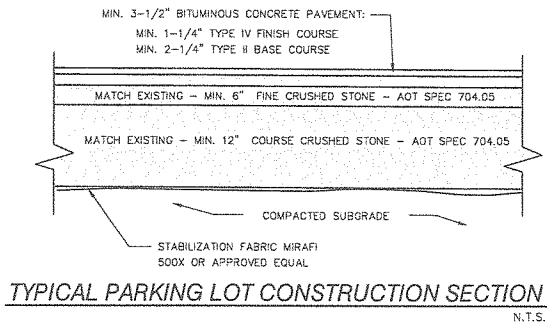 MIN. 3-1/2" BITUMINOUS CONCRETE PAVEMENT:
MIN. 1-1/4" TYPE IV FINISH COURSE
MIN. 2-1/4" TYPE II BASE COURSE
MATCH EXISTING - MIN. 6" FINE CRUSHED STONE - AOT SPEC 704.05
MATCH EXISTING - MIN. 12" COURSE CRUSHED STONE - AOT SPEC 704.05
COMPACTED SUBGRADE
STABILIZATION FABRIC MIRAFI
500X OR APPROVED EQUAL
TYPICAL PARKING LOT CONSTRUCTION SECTION
N.T.S.